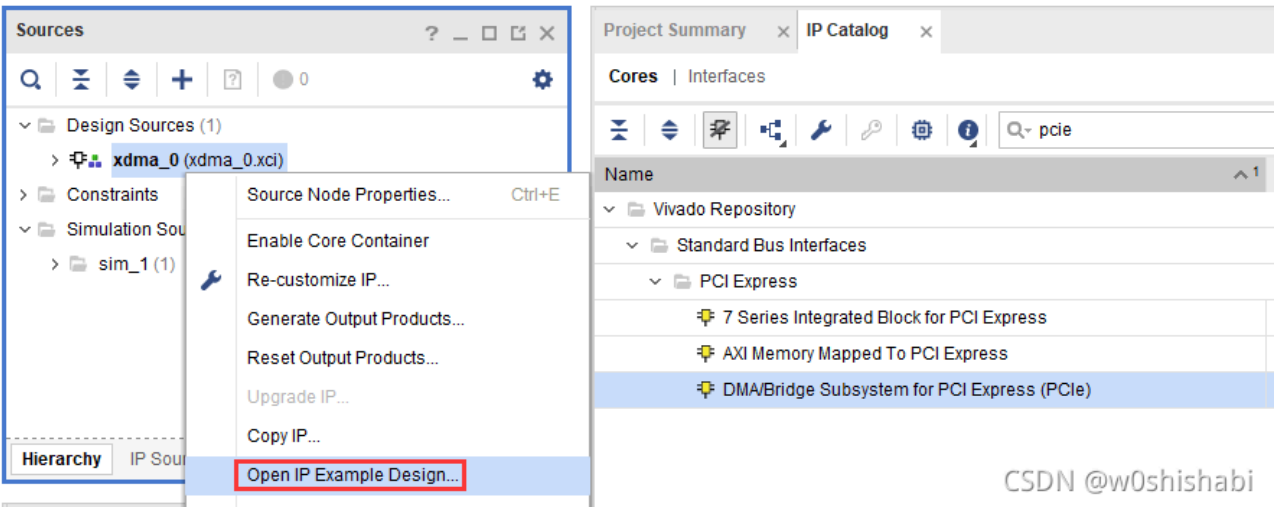 Sources
?
0
Design Sources (1)
xdma_0 (xdma_0.xci)
Constraints
Simulation Sou
sim_1 (1)
Hierarchy
IP Sour
Source Node Properties... Ctrl+E
Enable Core Container
Re-customize IP...
Generate Output Products...
Reset Output Products...
Upgrade IP...
Copy IP...
Open IP Example Design...
Project Summary
IP Catalog
Cores | Interfaces
pcie
Name
1
Vivado Repository
Standard Bus Interfaces
PCI Express
7 Series Integrated Block for PCI Express
AXI Memory Mapped To PCI Express
DMA/Bridge Subsystem for PCI Express (PCIe)
CSDN @w0shishabi